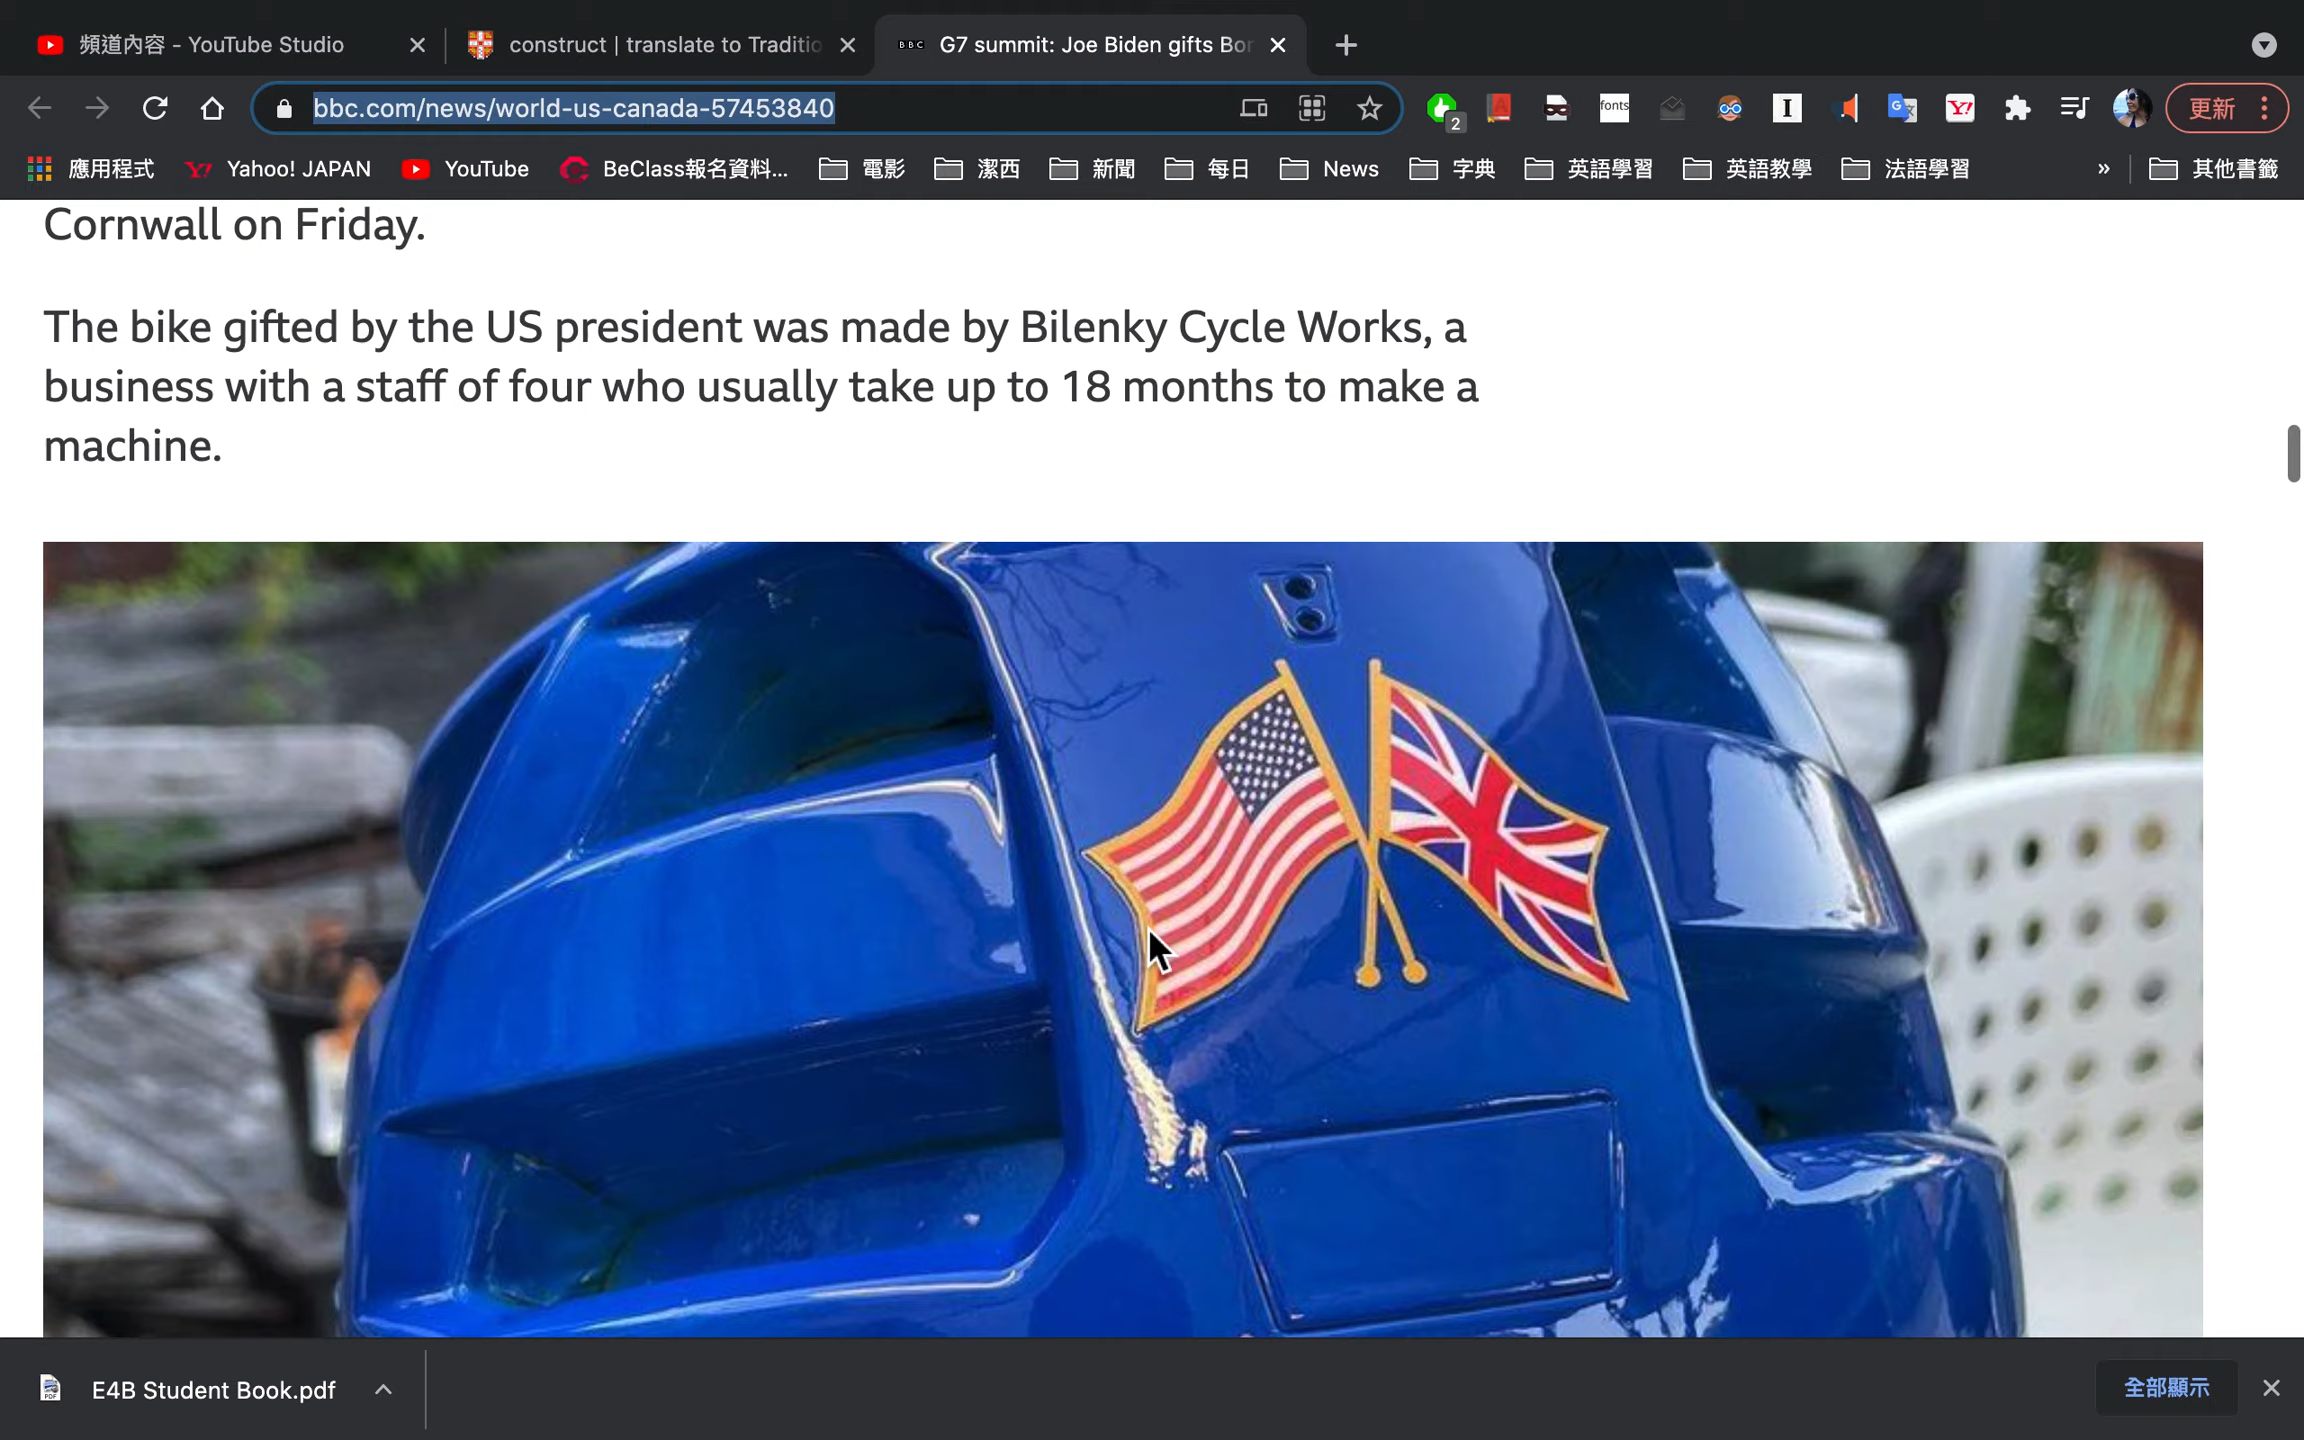 頻道內容 - YouTube Studio
construct | translate to Traditio
BBC
G7 summit: Joe Biden gifts Bor
bbc.com/news/world-us-canada-57453840
2
fonts
更新
應用程式
Yahoo! JAPAN
YouTube
BeClass報名資料...
電影
潔西
新聞
每日
News
字典
英語學習
英語教學
法語學習
»
其他書籤
Cornwall on Friday.
The bike gifted by the US president was made by Bilenky Cycle Works, a
business with a staff of four who usually take up to 18 months to make a
machine.
E4B Student Book.pdf
全部顯示